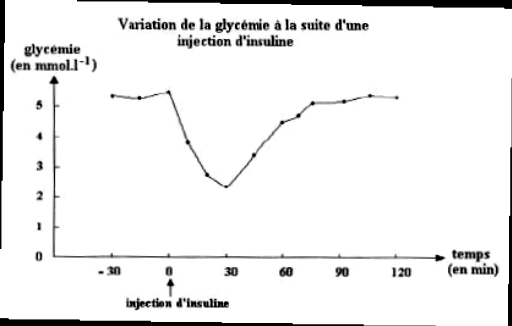 Variation de la glycémie à la suite d'une
injection d'insuline
glycémie
(en mmol.l⁻¹)
5
4
3
2
1
0
- 30
0
30
60
90
120
temps
(en min)
injection d'insuline